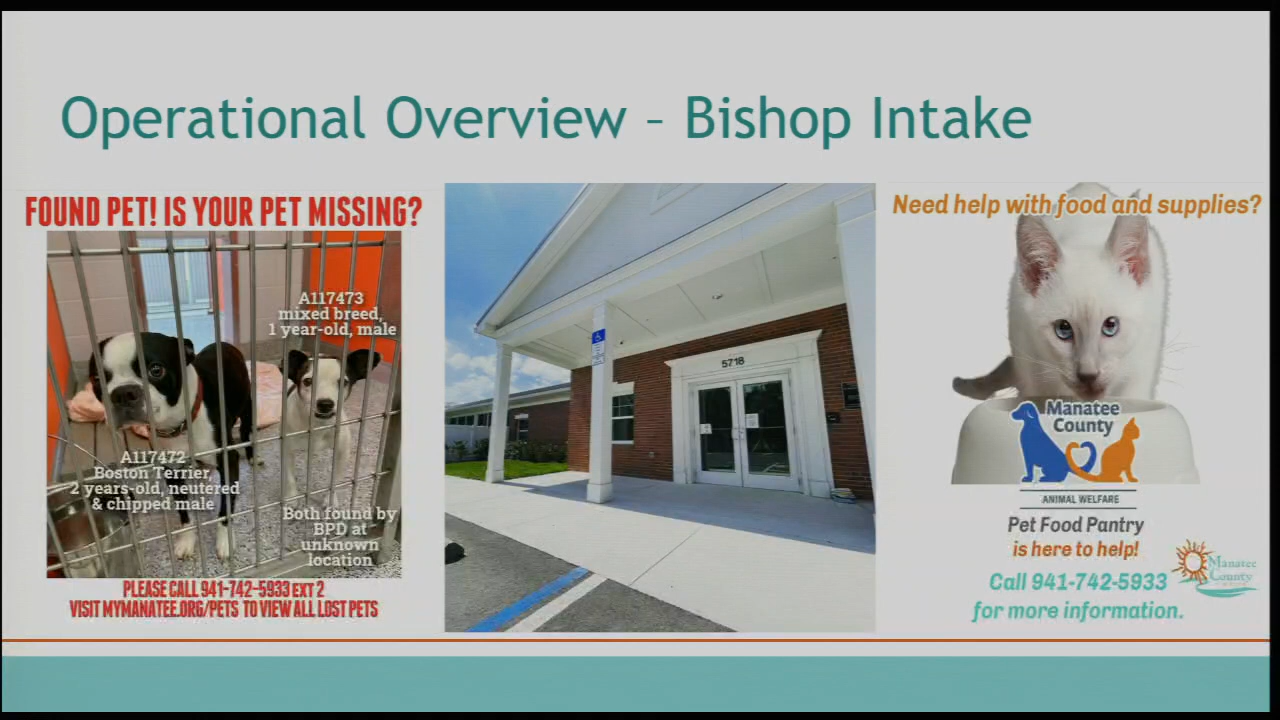 Operational Overview – Bishop Intake
FOUND PET! IS YOUR PET MISSING?
A117473
mixed breed,
1 year-old, male
A117472
Boston Terrier,
2 years-old, neutered
& chipped male
Both found by
BPD at
unknown
location
PLEASE CALL 941-742-5933 EXT 2
VISIT MYMANATEE.ORG/PETS TO VIEW ALL LOST PETS
5718
Need help with food and supplies?
Manatee
County
ANIMAL WELFARE
Pet Food Pantry
is here to help!
Call 941-742-5933
for more information.
Manatee
County